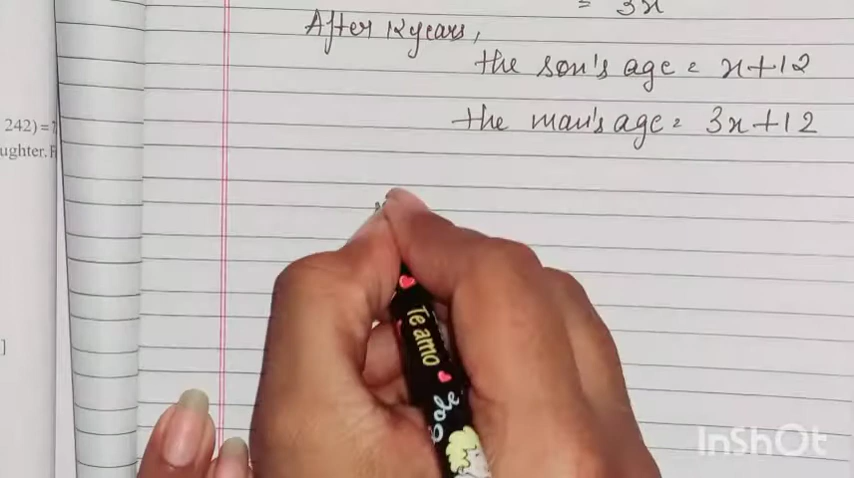 = 3x
After 12 years,
the son's age = x+12
the man's age = 3x+12
242) =
ughter.
]
Te amo
InShOt